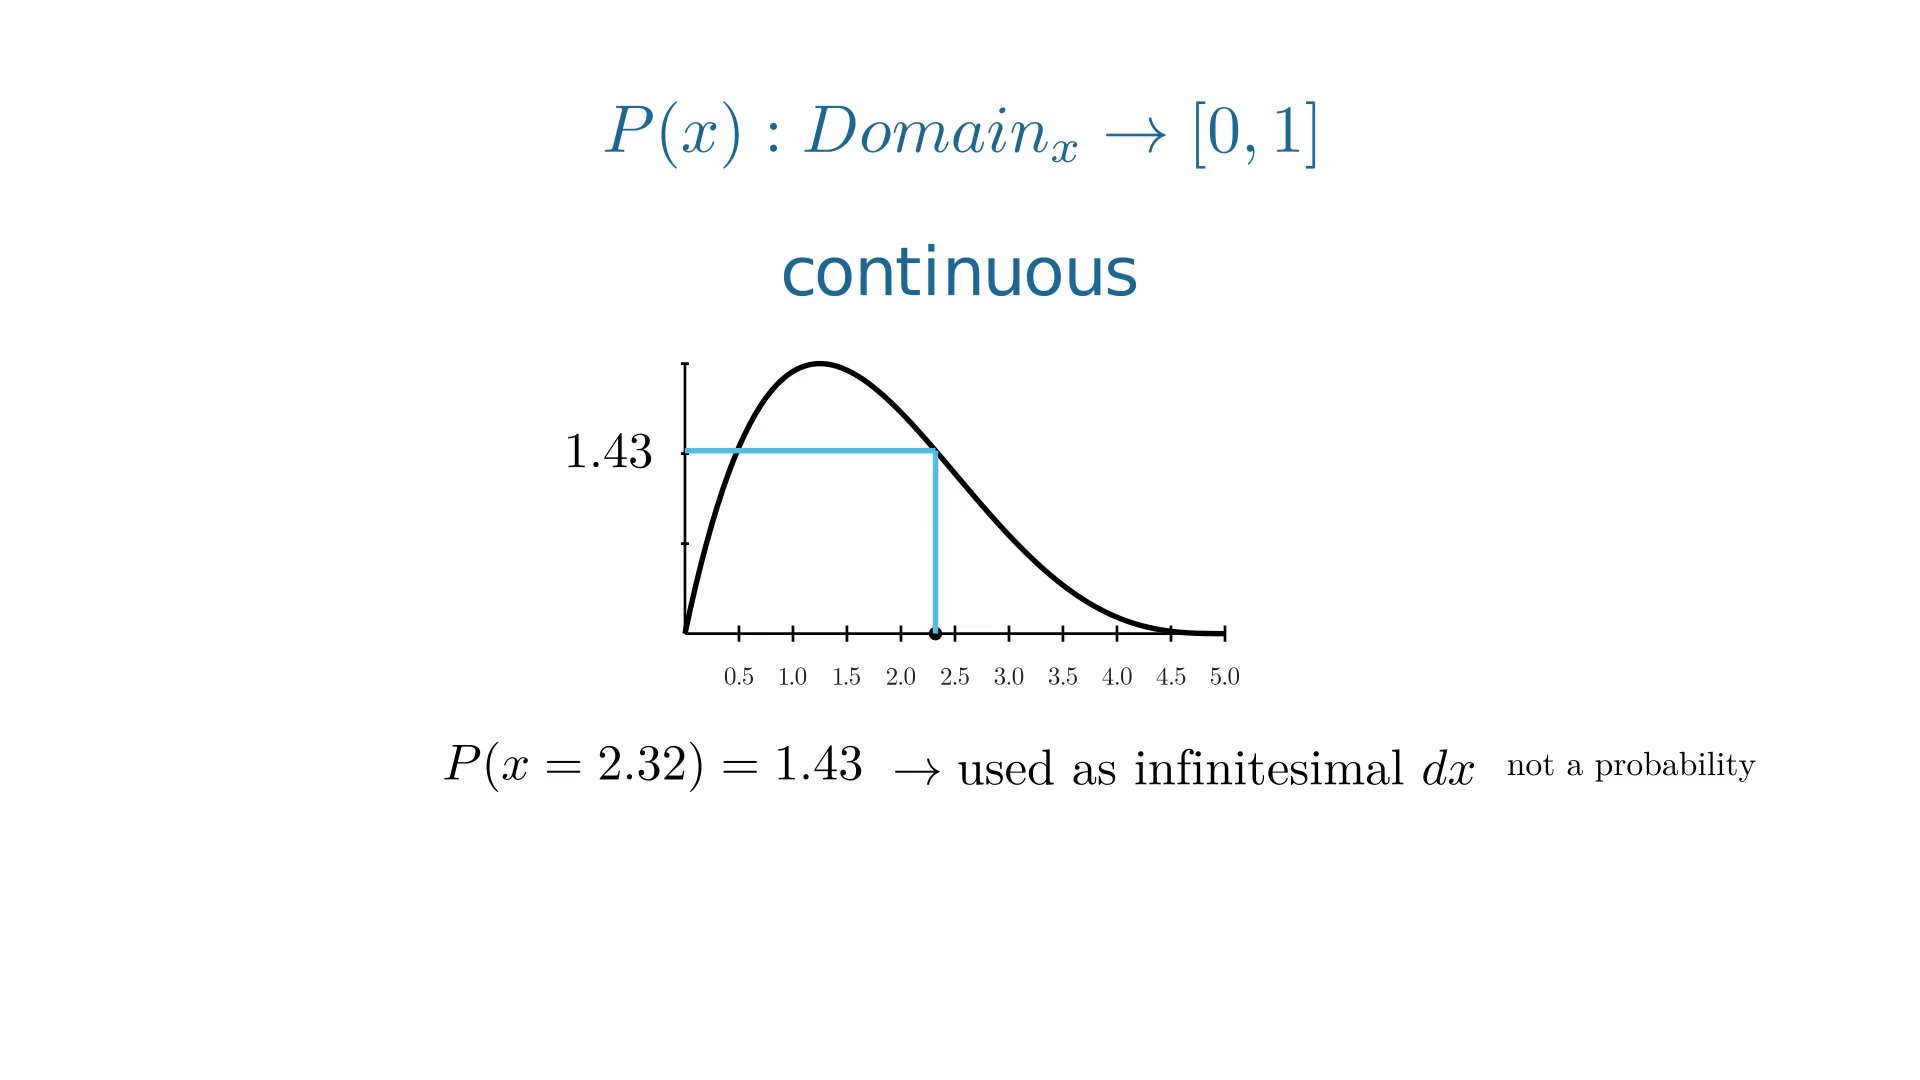 P(x) : Domainₓ → [0, 1]
continuous
1.43
0.5 1.0 1.5 2.0 2.5 3.0 3.5 4.0 4.5 5.0
P(x = 2.32) = 1.43 → used as infinitesimal dx not a probability